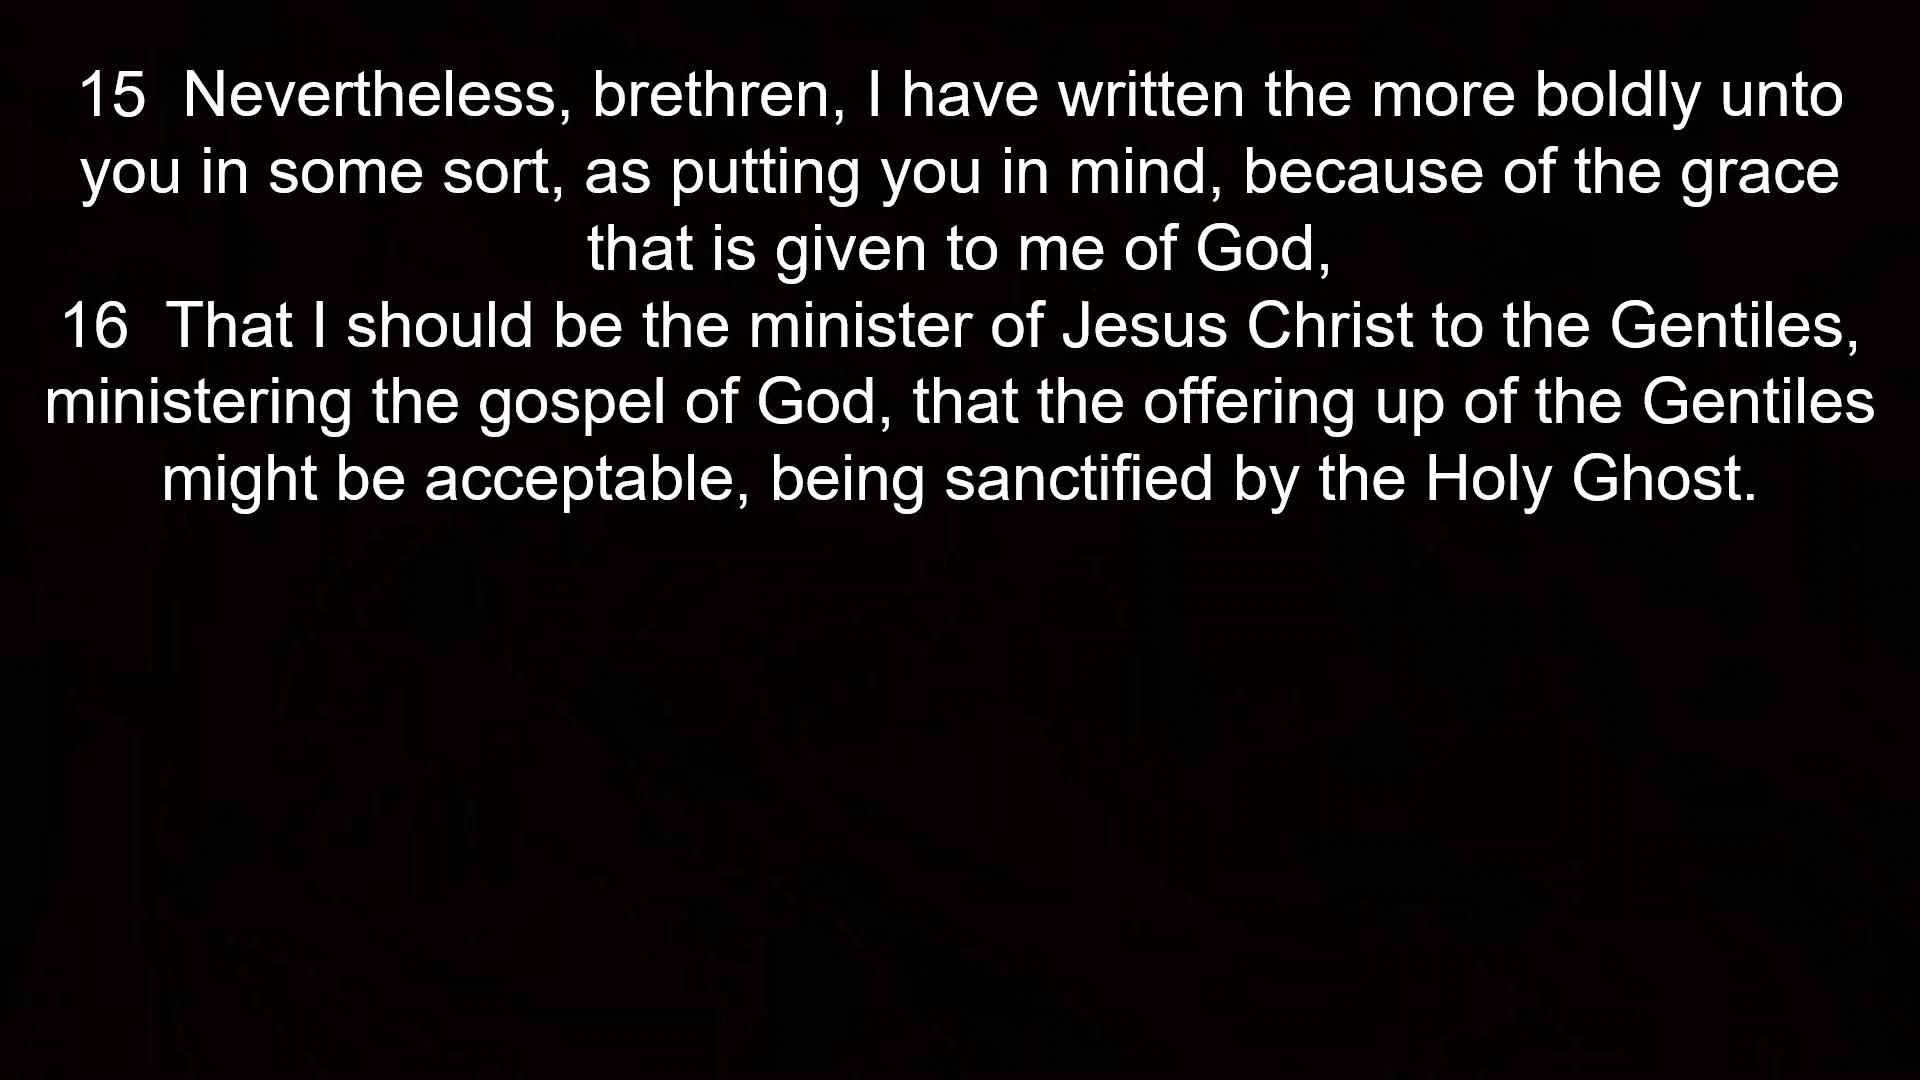 15  Nevertheless, brethren, I have written the more boldly unto
you in some sort, as putting you in mind, because of the grace
that is given to me of God,
16  That I should be the minister of Jesus Christ to the Gentiles,
ministering the gospel of God, that the offering up of the Gentiles
might be acceptable, being sanctified by the Holy Ghost.